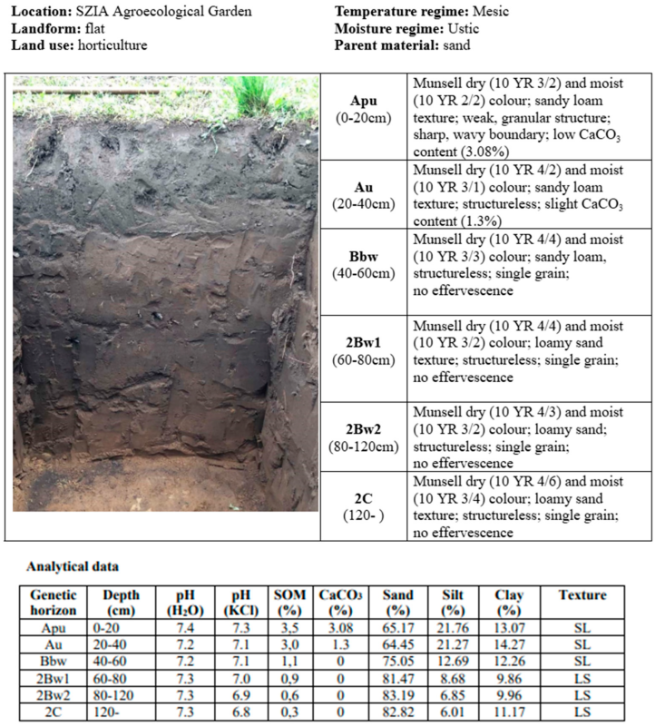 Location: SZIA Agroecological Garden
Landform: flat
Land use: horticulture
Temperature regime: Mesic
Moisture regime: Ustic
Parent material: sand
Apu
(0-20cm)
Munsell dry (10 YR 3/2) and moist
(10 YR 2/2) colour; sandy loam
texture; weak, granular structure;
sharp, wavy boundary; low CaCO₃
content (3.08%)
Au
(20-40cm)
Munsell dry (10 YR 4/2) and moist
(10 YR 3/1) colour; sandy loam
texture; structureless; slight CaCO₃
content (1.3%)
Bbw
(40-60cm)
Munsell dry (10 YR 4/4) and moist
(10 YR 3/3) colour; sandy loam,
structureless; single grain;
no effervescence
2Bw1
(60-80cm)
Munsell dry (10 YR 4/4) and moist
(10 YR 3/2) colour; loamy sand
texture; structureless; single grain;
no effervescence
2Bw2
(80-120cm)
Munsell dry (10 YR 4/3) and moist
(10 YR 3/2) colour; loamy sand;
structureless; single grain;
no effervescence
2C
(120- )
Munsell dry (10 YR 4/6) and moist
(10 YR 3/4) colour; loamy sand
texture; structureless; single grain;
no effervescence
Analytical data
Genetic horizon Depth (cm) pH (H₂O) pH (KCl) SOM (%) CaCO₃ (%) Sand (%) Silt (%) Clay (%) Texture
Apu 0-20 7.4 7.3 3,5 3.08 65.17 21.76 13.07 SL
Au 20-40 7.2 7.1 3,0 1.3 64.45 21.27 14.27 SL
Bbw 40-60 7.2 7.1 1,1 0 75.05 12.69 12.26 SL
2Bw1 60-80 7.3 7.0 0,9 0 81.47 8.68 9.86 LS
2Bw2 80-120 7.3 6.9 0,6 0 83.19 6.85 9.96 LS
2C 120- 7.3 6.8 0,3 0 82.82 6.01 11.17 LS